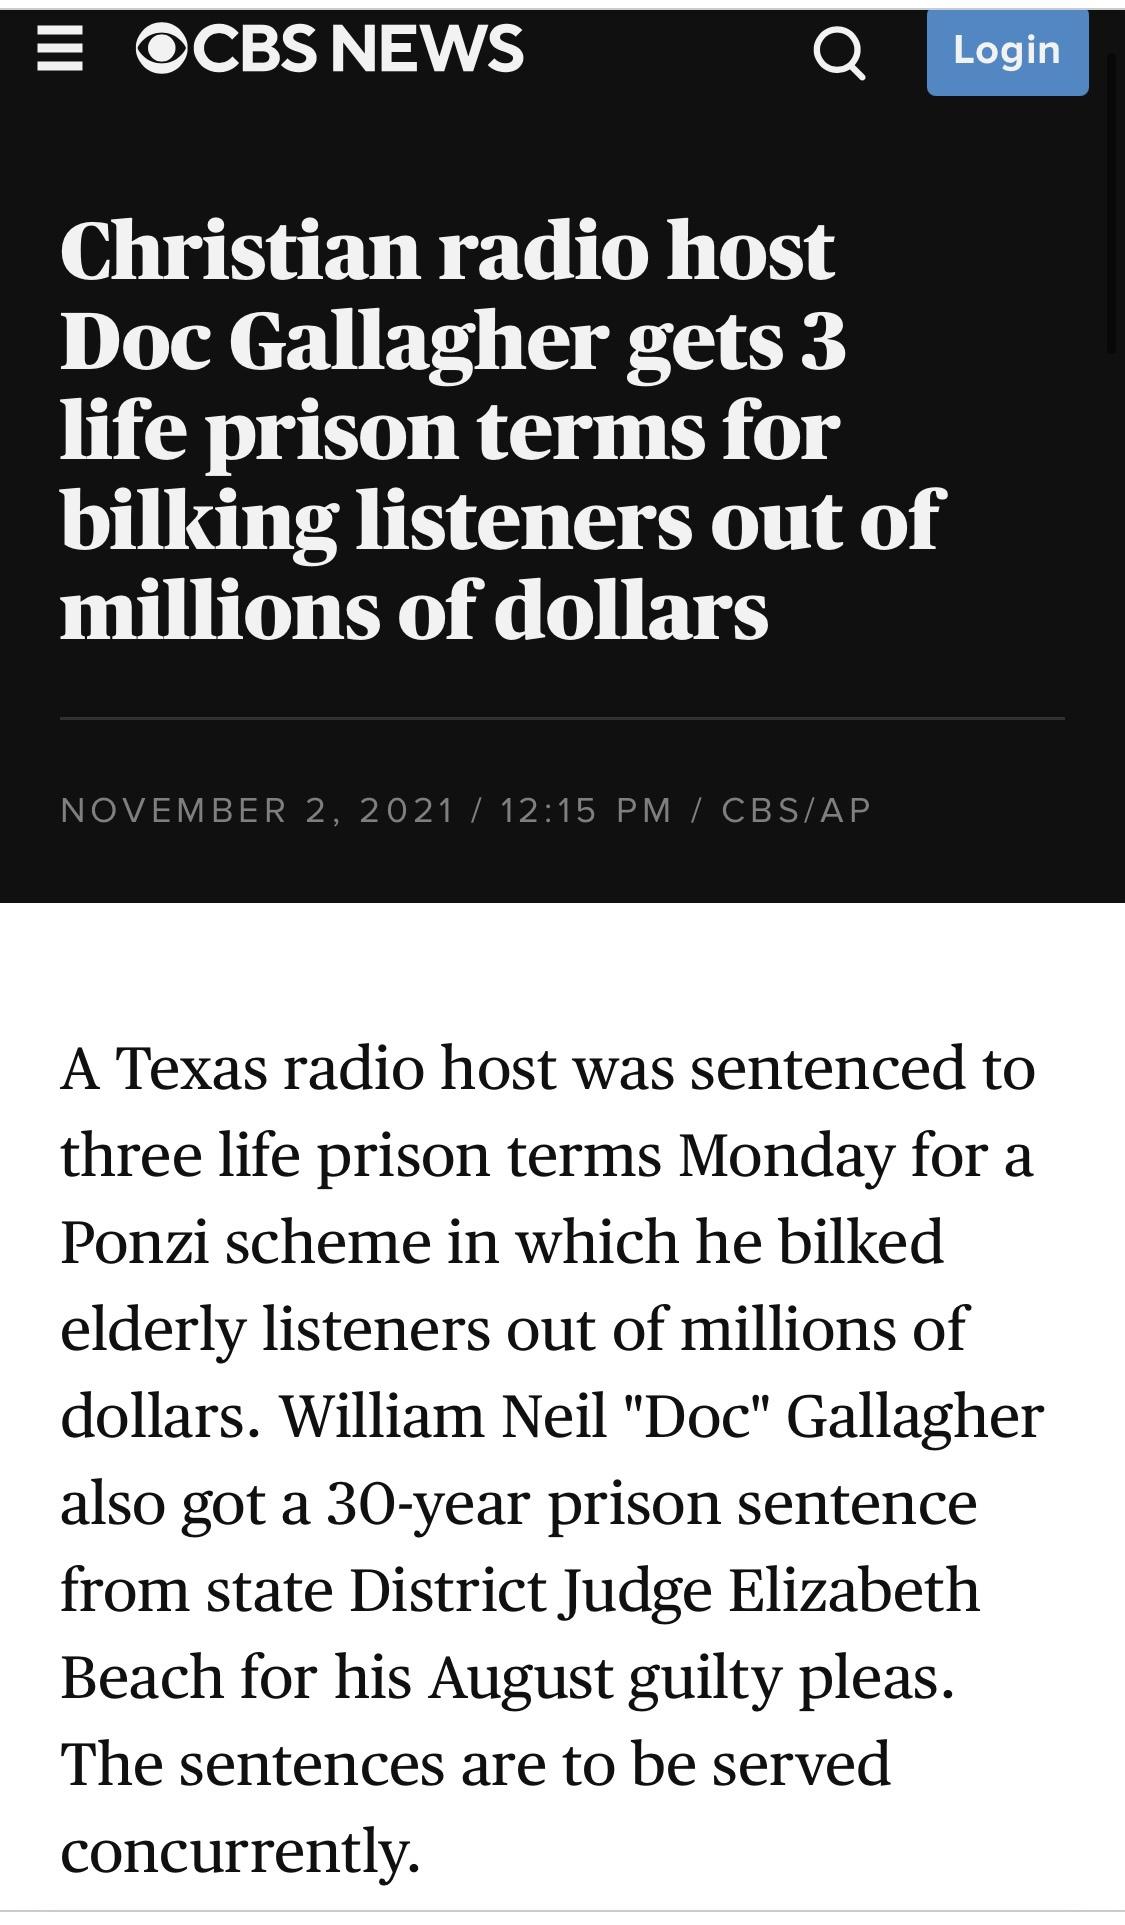 CBS NEWS
Login
Christian radio host
Doc Gallagher gets 3
life prison terms for
bilking listeners out of
millions of dollars
NOVEMBER 2, 2021 / 12:15 PM / CBS/AP
A Texas radio host was sentenced to
three life prison terms Monday for a
Ponzi scheme in which he bilked
elderly listeners out of millions of
dollars. William Neil "Doc" Gallagher
also got a 30-year prison sentence
from state District Judge Elizabeth
Beach for his August guilty pleas.
The sentences are to be served
concurrently.